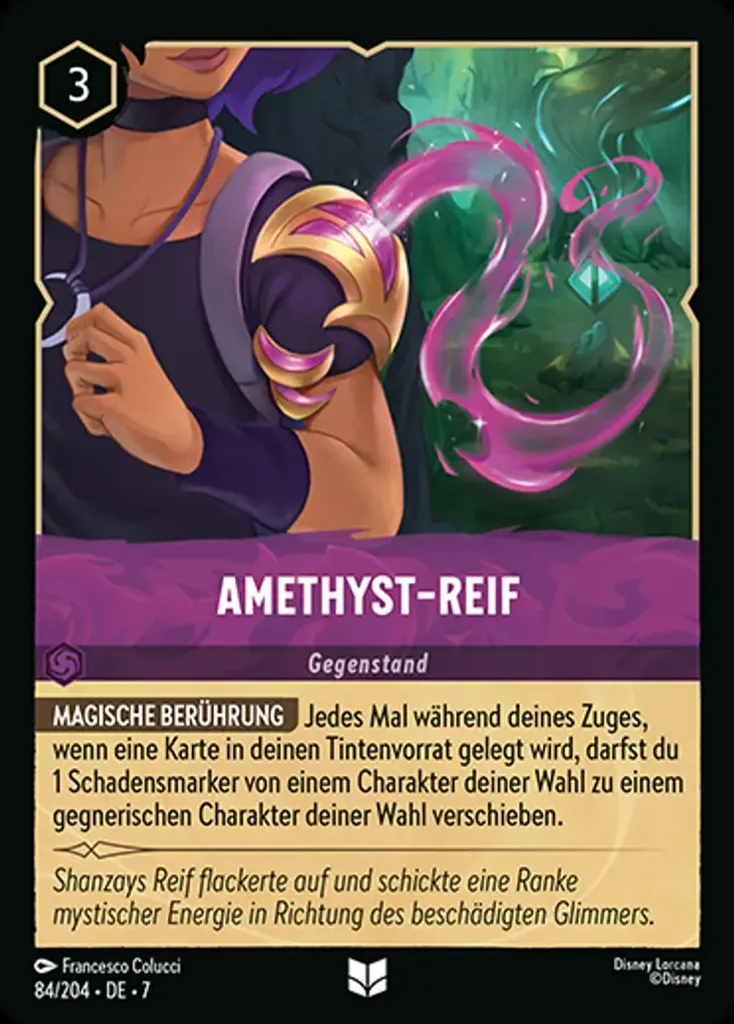 3
AMETHYST-REIF
Gegenstand
MAGISCHE BERÜHRUNG Jedes Mal während deines Zuges,
wenn eine Karte in deinen Tintenvorrat gelegt wird, darfst du
1 Schadensmarker von einem Charakter deiner Wahl zu einem
gegnerischen Charakter deiner Wahl verschieben.
Shanzays Reif flackerte auf und schickte eine Ranke
mystischer Energie in Richtung des beschädigten Glimmers.
Francesco Colucci
Disney Lorcana
84/204 • DE • 7
©Disney